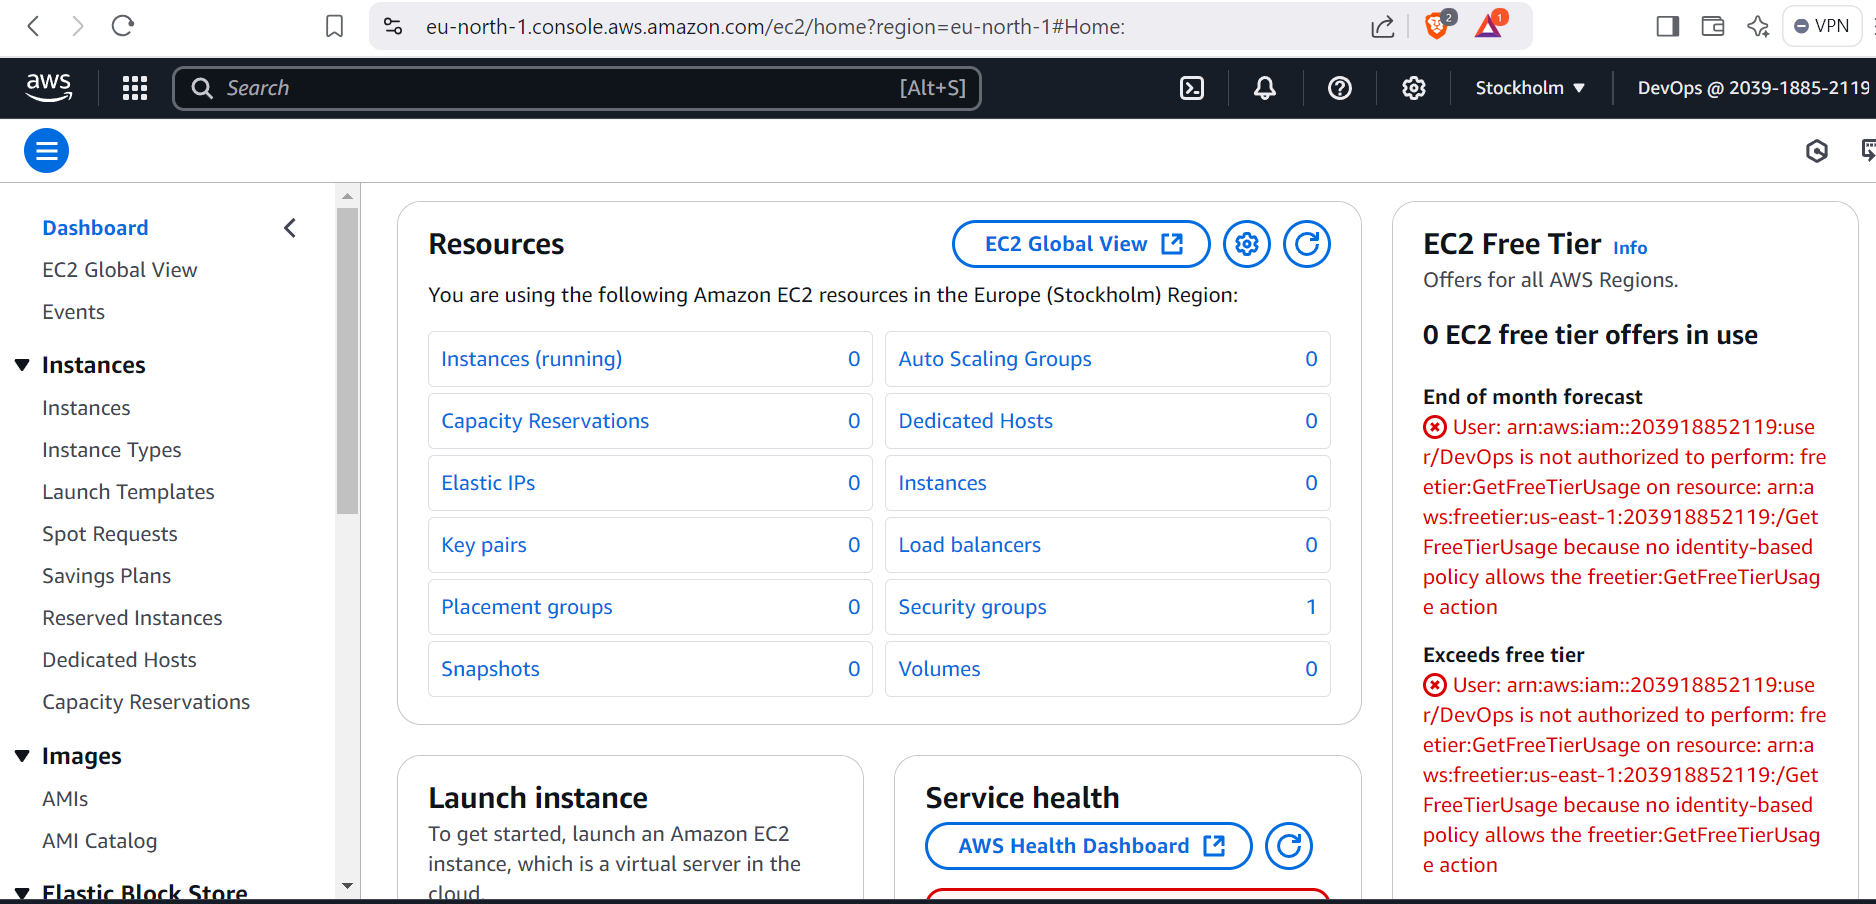 eu-north-1.console.aws.amazon.com/ec2/home?region=eu-north-1#Home:
2
1
VPN
aws
Search
[Alt+S]
Stockholm
DevOps @ 2039-1885-2119
Dashboard
EC2 Global View
Events
Instances
Instances
Instance Types
Launch Templates
Spot Requests
Savings Plans
Reserved Instances
Dedicated Hosts
Capacity Reservations
Images
AMIs
AMI Catalog
Elastic Block Store
Resources
EC2 Global View
You are using the following Amazon EC2 resources in the Europe (Stockholm) Region:
Instances (running) 0
Auto Scaling Groups 0
Capacity Reservations 0
Dedicated Hosts 0
Elastic IPs 0
Instances 0
Key pairs 0
Load balancers 0
Placement groups 0
Security groups 1
Snapshots 0
Volumes 0
Launch instance
To get started, launch an Amazon EC2
instance, which is a virtual server in the
cloud.
Service health
AWS Health Dashboard
EC2 Free Tier Info
Offers for all AWS Regions.
0 EC2 free tier offers in use
End of month forecast
User: arn:aws:iam::203918852119:use
r/DevOps is not authorized to perform: fre
etier:GetFreeTierUsage on resource: arn:a
ws:freetier:us-east-1:203918852119:/Get
FreeTierUsage because no identity-based
policy allows the freetier:GetFreeTierUsag
e action
Exceeds free tier
User: arn:aws:iam::203918852119:use
r/DevOps is not authorized to perform: fre
etier:GetFreeTierUsage on resource: arn:a
ws:freetier:us-east-1:203918852119:/Get
FreeTierUsage because no identity-based
policy allows the freetier:GetFreeTierUsag
e action